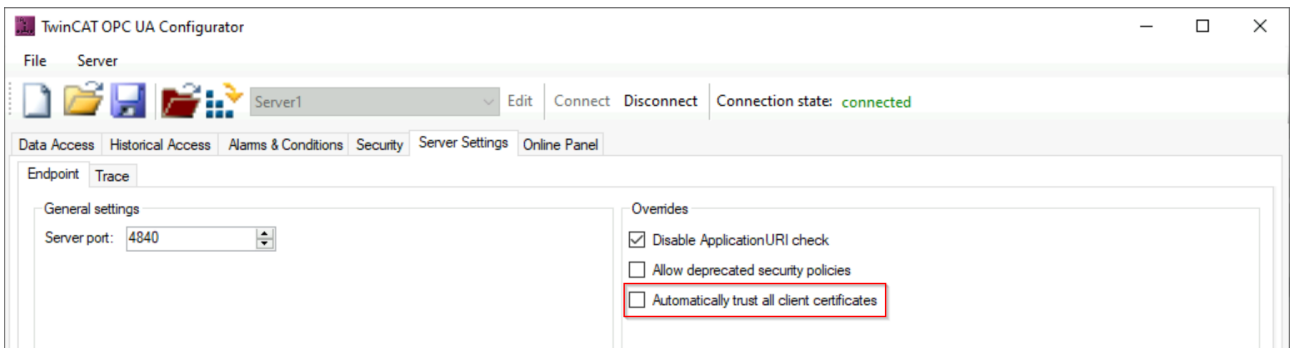 TwinCAT OPC UA Configurator
File Server
Server1 Edit Connect Disconnect Connection state: connected
Data Access Historical Access Alarms & Conditions Security Server Settings Online Panel
Endpoint Trace
General settings
Server port: 4840
Overrides
Disable ApplicationURI check
Allow deprecated security policies
Automatically trust all client certificates